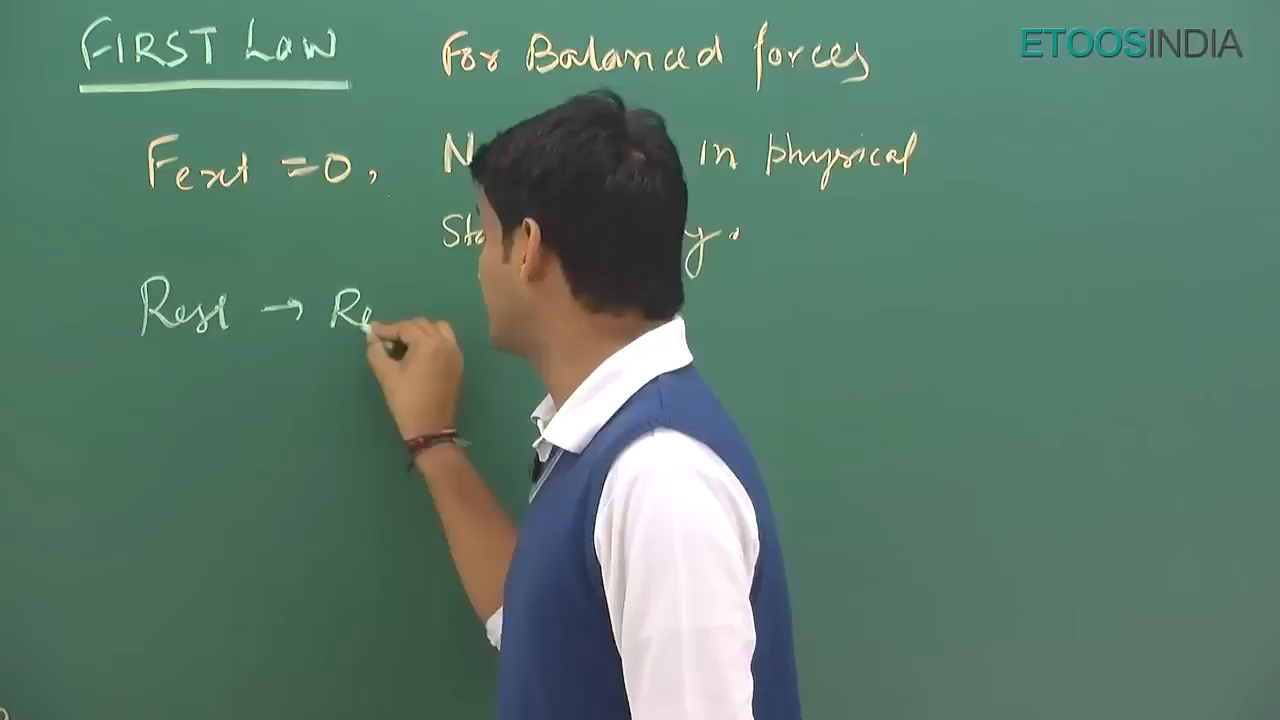 FIRST LAW For Balanced forces
ETOOSINDIA
Fext = 0, in physical
Rest → Re